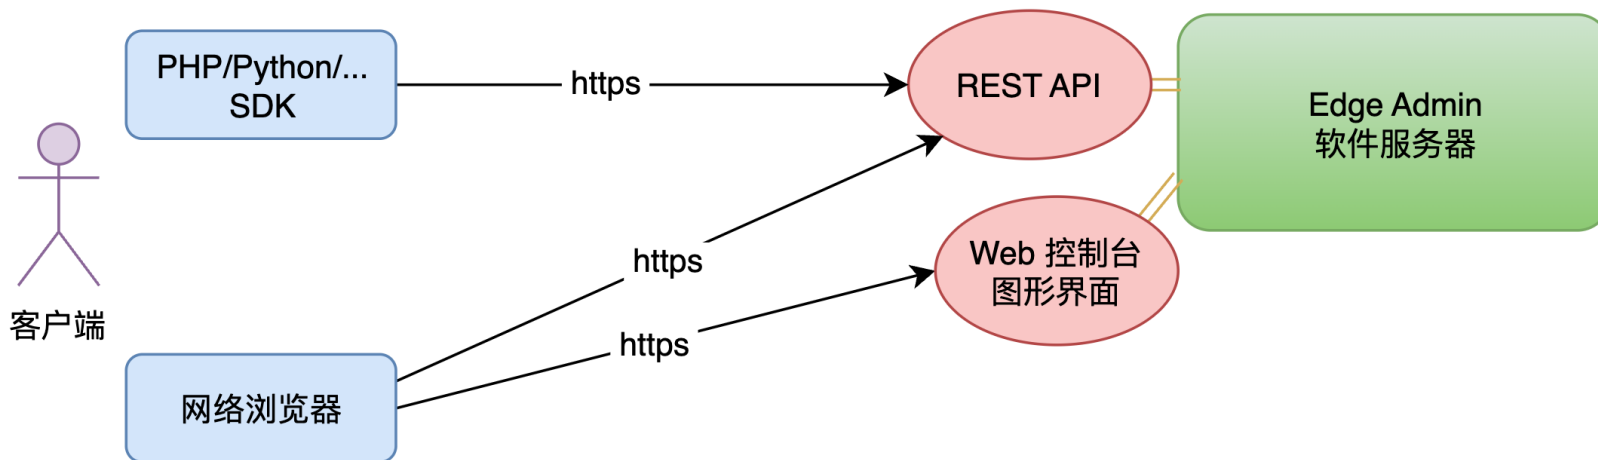 PHP/Python/...
SDK
https
REST API
Edge Admin
软件服务器
https
Web 控制台
图形界面
客户端
https
网络浏览器